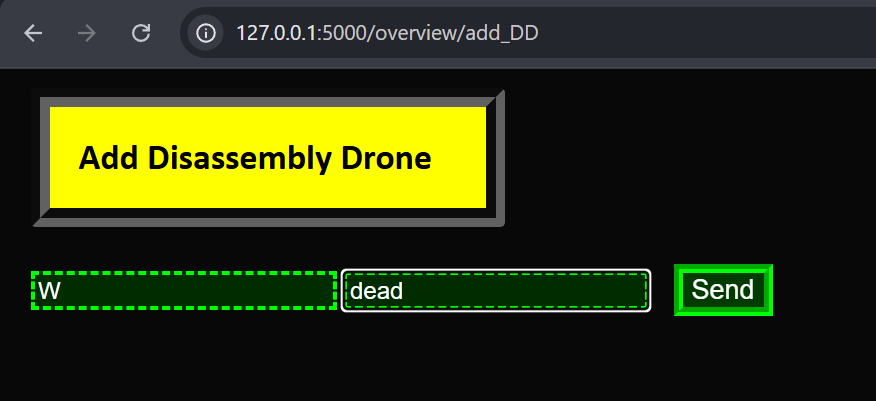 127.0.0.1:5000/overview/add_DD
Add Disassembly Drone
W dead Send